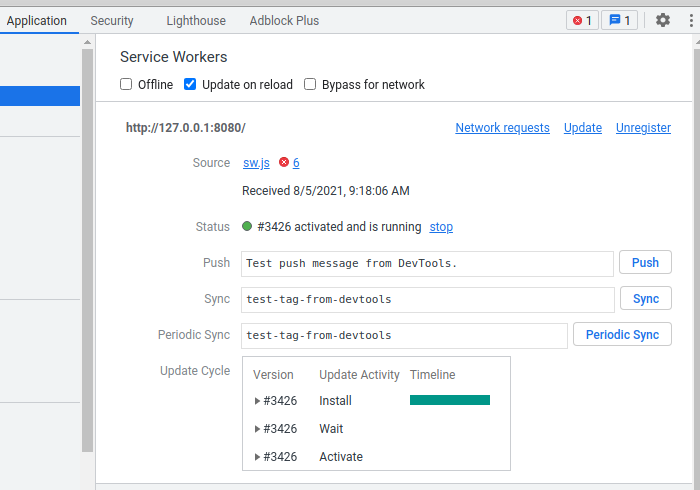 Application Security Lighthouse Adblock Plus 1 1
Service Workers
Offline Update on reload Bypass for network
http://127.0.0.1:8080/ Network requests Update Unregister
Source sw.js 6
Received 8/5/2021, 9:18:06 AM
Status #3426 activated and is running stop
Push Test push message from DevTools. Push
Sync test-tag-from-devtools Sync
Periodic Sync test-tag-from-devtools Periodic Sync
Update Cycle Version Update Activity Timeline
#3426 Install
#3426 Wait
#3426 Activate